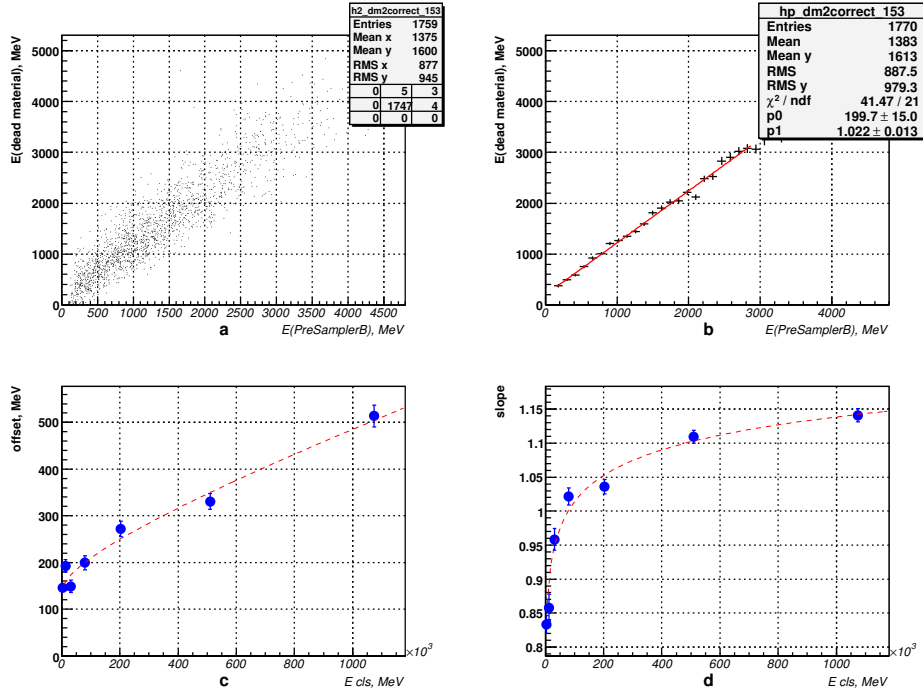 h2_dm2correct_153
Entries 1759
Mean x 1375
Mean y 1600
RMS x 877
RMS y 945
0 5 3
0 1747 4
0 0 0
E(dead material), MeV
5000
4000
3000
2000
1000
0
0 500 1000 1500 2000 2500 3000 3500 4000 4500
E(PreSamplerB), MeV
a
hp_dm2correct_153
Entries 1770
Mean 1383
Mean y 1613
RMS 887.5
RMS y 979.3
χ² / ndf 41.47 / 21
p0 199.7 ± 15.0
p1 1.022 ± 0.013
E(dead material), MeV
5000
4000
3000
2000
1000
0
0 1000 2000 3000 4000
E(PreSamplerB), MeV
b
offset, MeV
500
400
300
200
100
0
0 200 400 600 800 1000
×10³
E cls, MeV
c
slope
1.15
1.1
1.05
1
0.95
0.9
0.85
0.8
0 200 400 600 800 1000
×10³
E cls, MeV
d